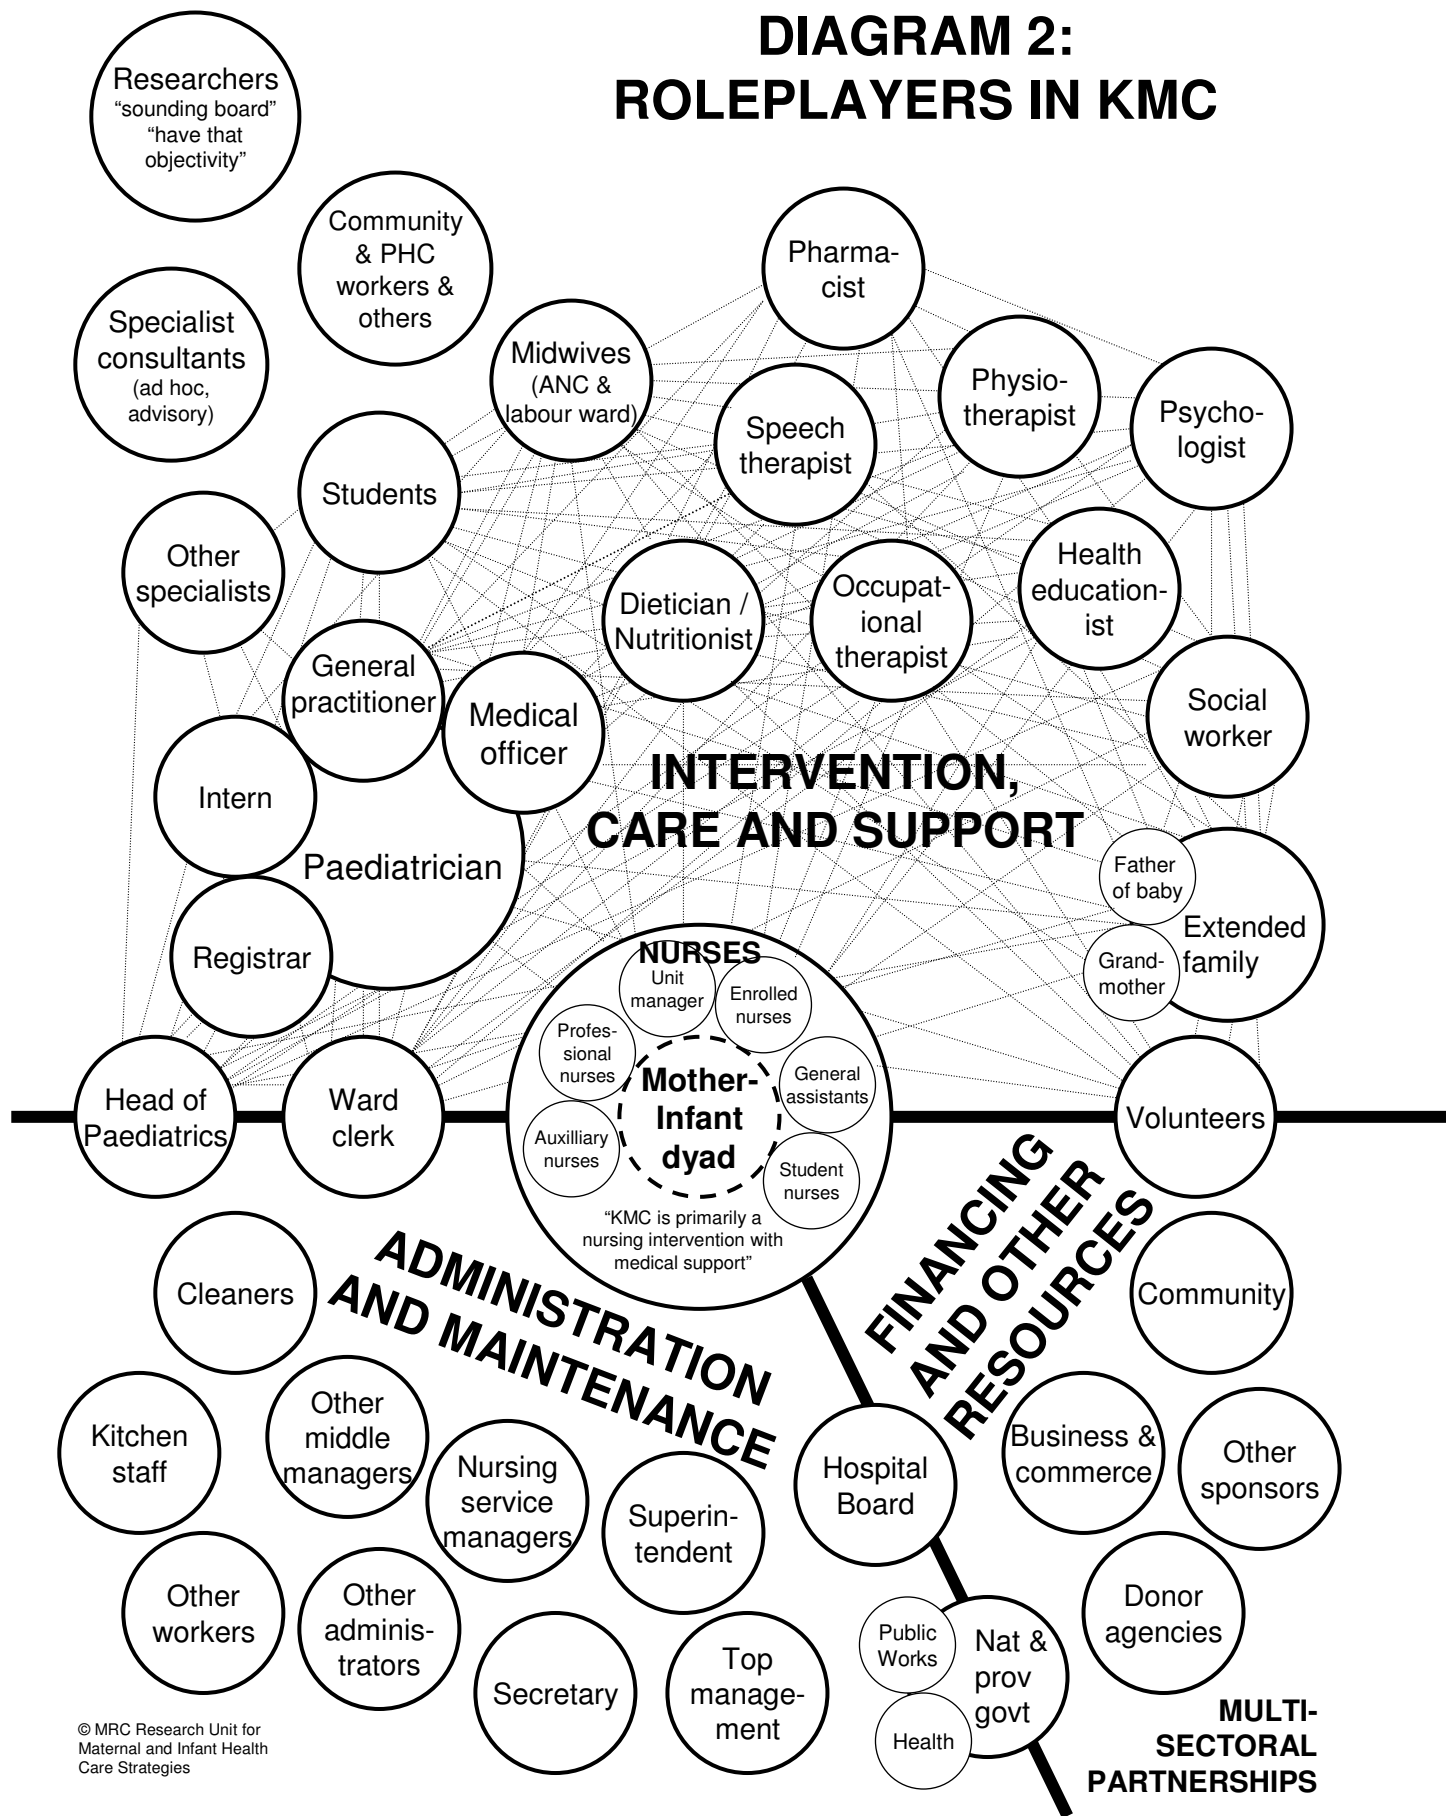 DIAGRAM 2:
ROLEPLAYERS IN KMC
Researchers
“sounding board”
“have that
objectivity”
Community
& PHC
workers &
others
Pharma-
cist
Specialist
consultants
(ad hoc,
advisory)
Midwives
(ANC &
labour ward)
Physio-
therapist
Psycho-
logist
Speech
therapist
Students
Other
specialists
Dietician /
Nutritionist
Occupat-
ional
therapist
Health
education-
ist
General
practitioner
Medical
officer
Social
worker
Intern
INTERVENTION,
CARE AND SUPPORT
Paediatrician
Father
of baby
Extended
family
Grand-
mother
Registrar
NURSES
Unit
manager
Enrolled
nurses
Profes-
sional
nurses
General
assistants
Mother-
Infant
dyad
Auxilliary
nurses
Student
nurses
“KMC is primarily a
nursing intervention with
medical support”
Head of
Paediatrics
Ward
clerk
Volunteers
ADMINISTRATION
AND MAINTENANCE
FINANCING
AND OTHER
RESOURCES
Cleaners
Community
Kitchen
staff
Other
middle
managers
Nursing
service
managers
Superin-
tendent
Hospital
Board
Business &
commerce
Other
sponsors
Other
workers
Other
adminis-
trators
Secretary
Top
manage-
ment
Public
Works
Nat &
prov
govt
Health
Donor
agencies
MULTI-
SECTORAL
PARTNERSHIPS
© MRC Research Unit for
Maternal and Infant Health
Care Strategies